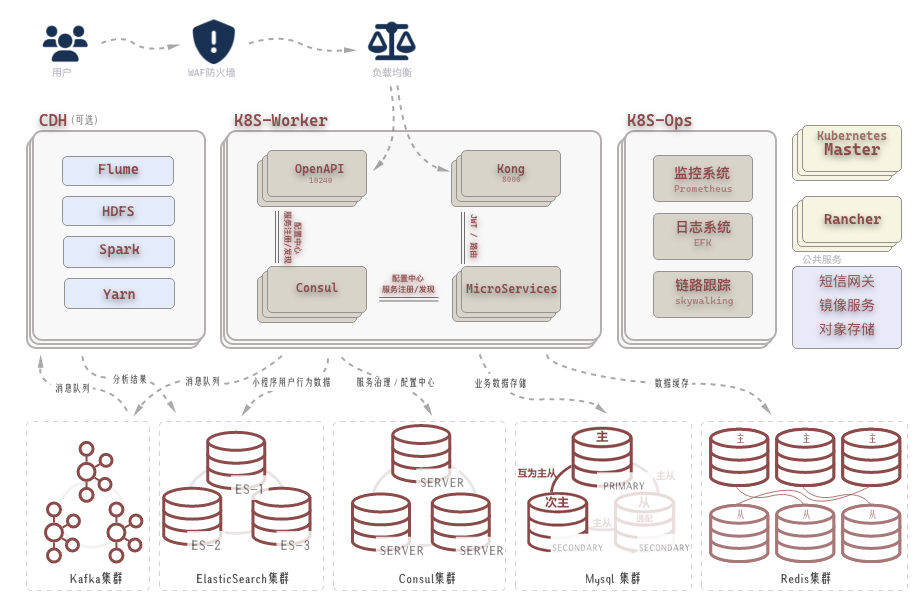 用户
WAF防火墙
负载均衡
CDH (可选)
K8S-Worker
K8S-Ops
Kubernetes
Master
Flume
HDFS
Spark
Yarn
OpenAPI
10240
Kong
8000
配置中心
服务注册/发现
JWT / 路由
Consul
配置中心
服务注册/发现
MicroServices
监控系统
Prometheus
日志系统
EFK
链路跟踪
skywalking
Rancher
公共服务
短信网关
镜像服务
对象存储
消息队列
分析结果
消息队列
小程序用户行为数据
服务治理 / 配置中心
业务数据存储
数据缓存
Kafka集群
ES-1
ES-2
ES-3
ElasticSearch集群
SERVER
SERVER
SERVER
Consul集群
主
PRIMARY
互为主从
主从
次主
SECONDARY
主从
从
选配
SECONDARY
Mysql 集群
主
主
主
从
从
从
Redis集群